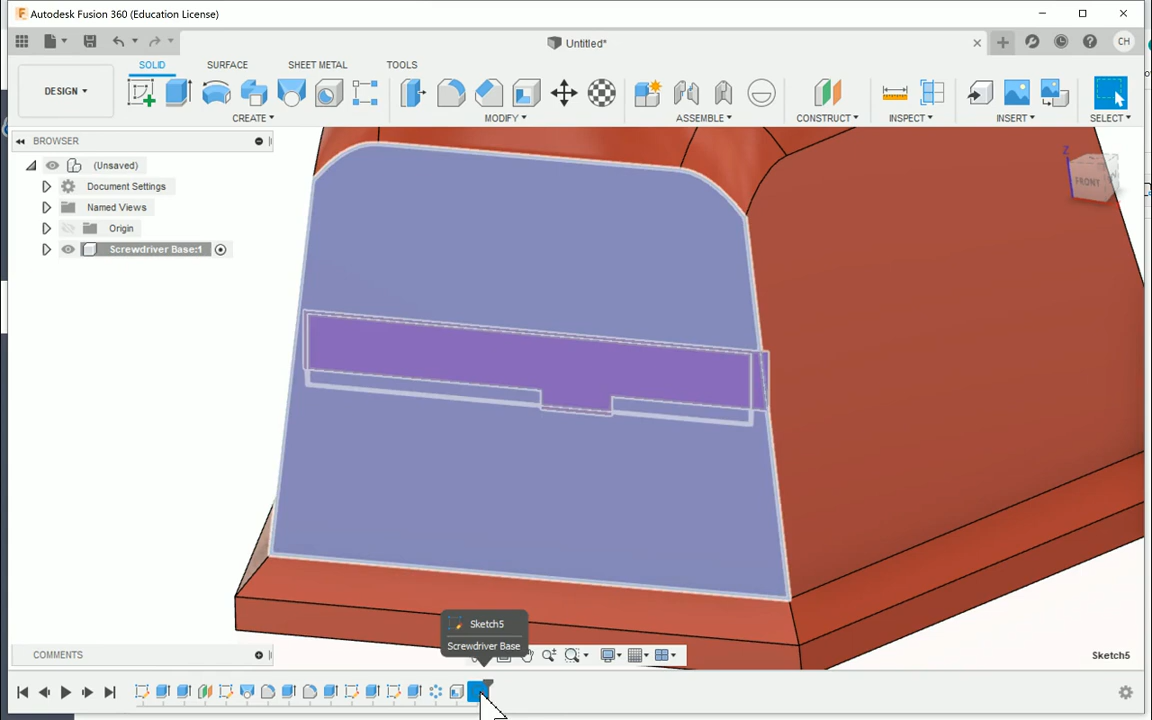 Autodesk Fusion 360 (Education License)
Untitled*
CH
DESIGN
SOLID
SURFACE
SHEET METAL
TOOLS
CREATE
MODIFY
ASSEMBLE
CONSTRUCT
INSPECT
INSERT
SELECT
BROWSER
(Unsaved)
Document Settings
Named Views
Origin
Screwdriver Base:1
Z
FRONT
Sketch5
Screwdriver Base
COMMENTS
Sketch5